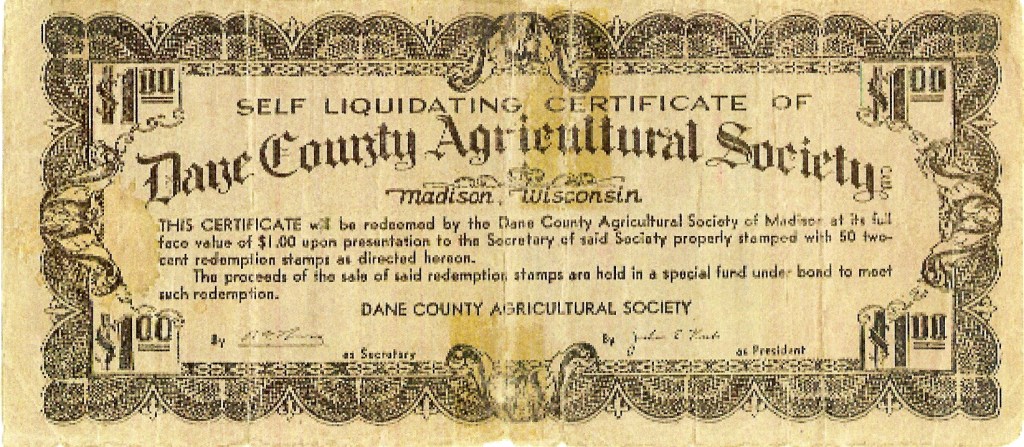 $1.00 $1.00
SELF LIQUIDATING CERTIFICATE OF
Dane County Agricultural Society
Madison, Wisconsin
THIS CERTIFICATE will be redeemed by the Dane County Agricultural Society of Madison at its full
face value of $1.00 upon presentation to the Secretary of said Society properly stamped with 50 two-
cent redemption stamps as directed hereon.
The proceeds of the sale of said redemption stamps are held in a special fund under bond to meet
such redemption.
DANE COUNTY AGRICULTURAL SOCIETY
$1.00 $1.00
By By
as Secretary as President